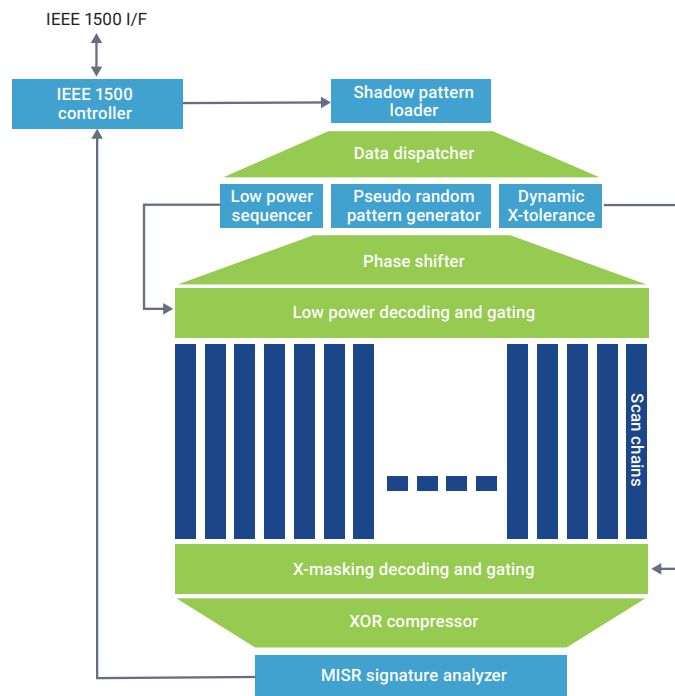 IEEE 1500 I/F
IEEE 1500
controller
Shadow pattern
loader
Data dispatcher
Low power
sequencer
Pseudo random
pattern generator
Dynamic
X-tolerance
Phase shifter
Low power decoding and gating
Scan chains
X-masking decoding and gating
XOR compressor
MISR signature analyzer